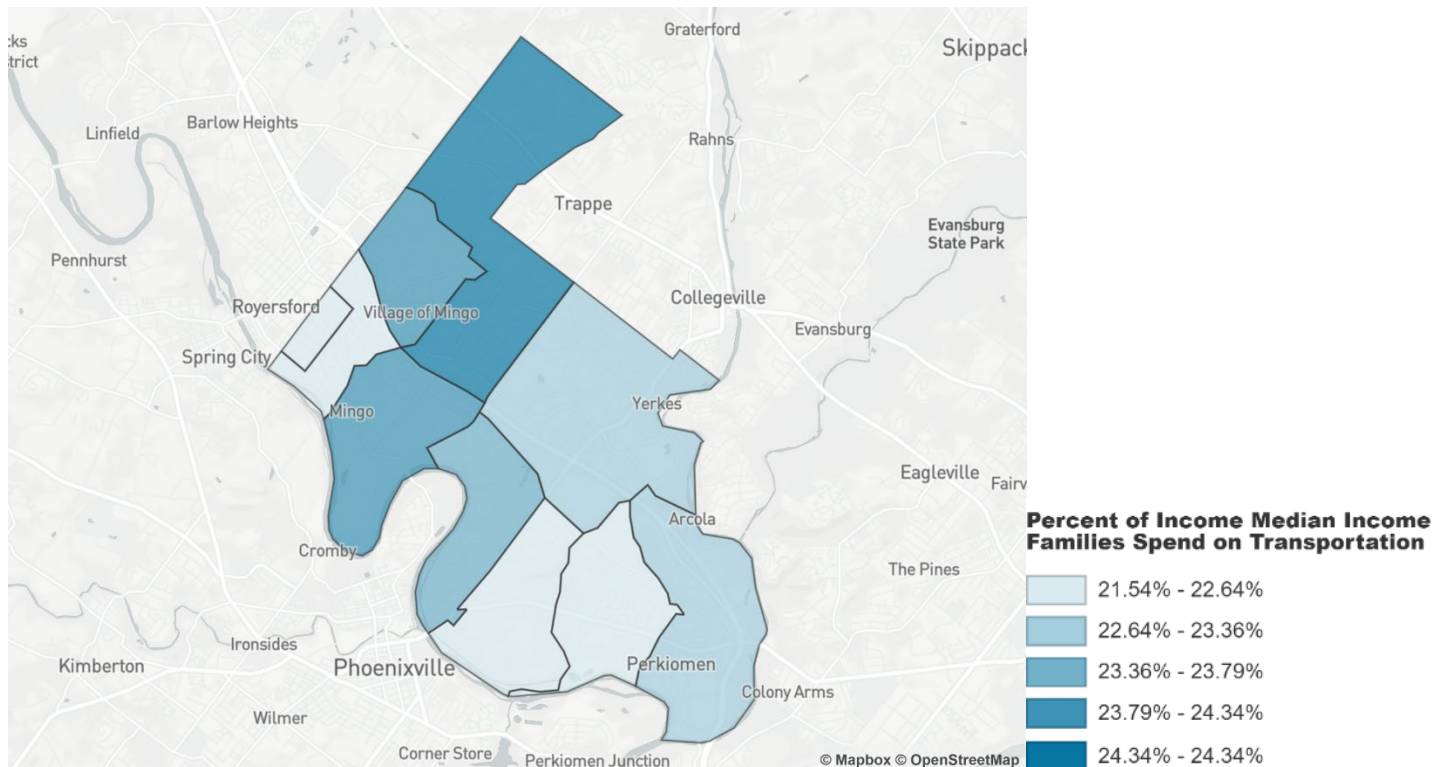 Graterford
cks
trict
Skippack
Linfield
Barlow Heights
Rahns
Trappe
Evansburg
State Park
Pennhurst
Royersford
Village of Mingo
Collegeville
Evansburg
Spring City
Mingo
Yerkes
Eagleville
Fairv
Arcola
Cromby
The Pines
Ironsides
Kimberton
Phoenixville
Perkiomen
Colony Arms
Wilmer
Corner Store
Perkiomen Junction
© Mapbox © OpenStreetMap
Percent of Income Median Income
Families Spend on Transportation
21.54% - 22.64%
22.64% - 23.36%
23.36% - 23.79%
23.79% - 24.34%
24.34% - 24.34%